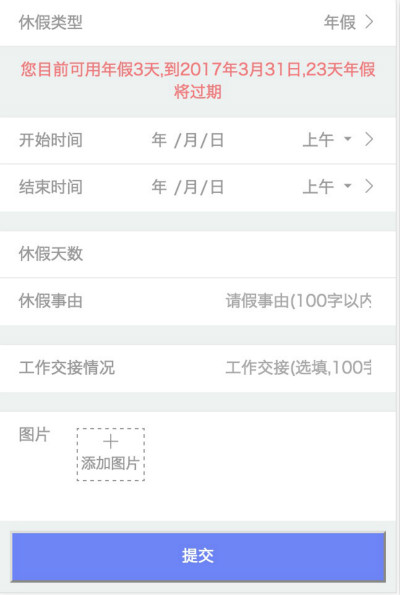 休假类型 年假 >
您目前可用年假3天,到2017年3月31日,23天年假
将过期
开始时间 年 /月/日 上午
结束时间 年 /月/日 上午
休假天数
休假事由 请假事由(100字以内
工作交接情况 工作交接(选填,100
图片
+
添加图片
提交